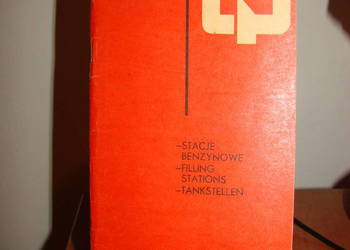 -STACJE
BENZYNOWE
-FILLING
STATIONS
-TANKSTELLEN